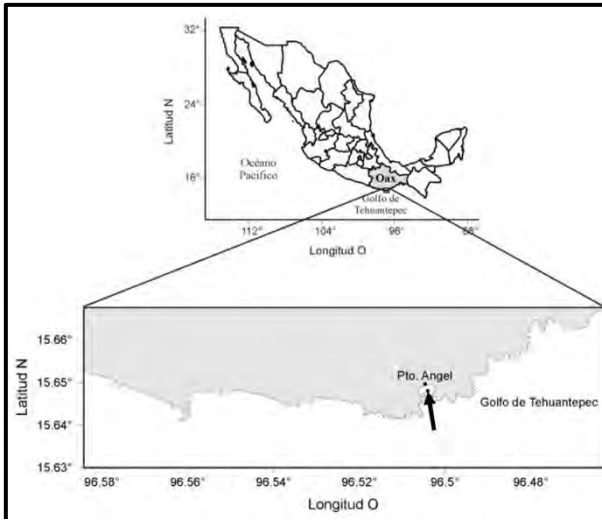 32°
24°
16°
Latitud N
Océano
Pacífico
Oax
Golfo de
Tehuantepec
112°
104°
96°
88°
Longitud O
15.66
15.65
15.64
15.63
Latitud N
Pto. Angel
Golfo de Tehuantepec
96.58°
96.56°
96.54°
96.52°
96.5°
96.48°
Longitud O